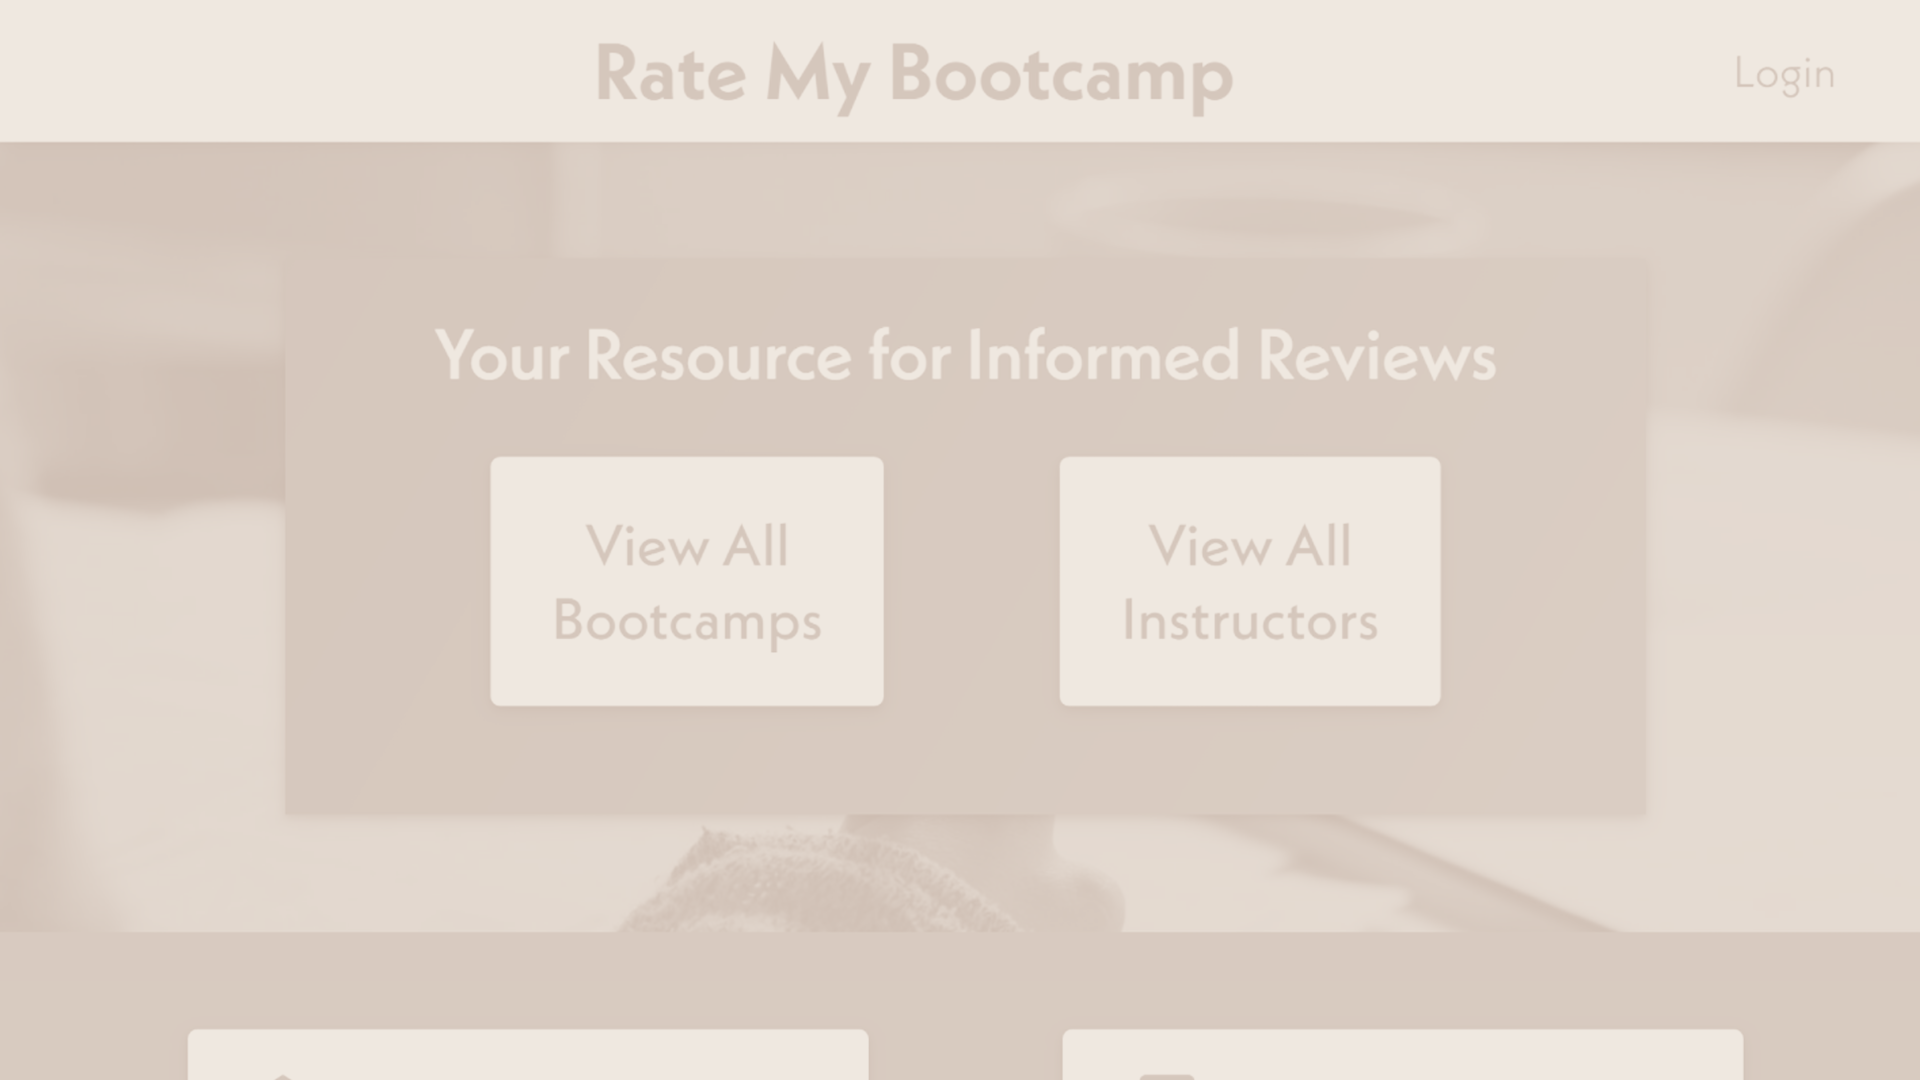 Rate My Bootcamp
Login
Your Resource for Informed Reviews
View All
Bootcamps
View All
Instructors